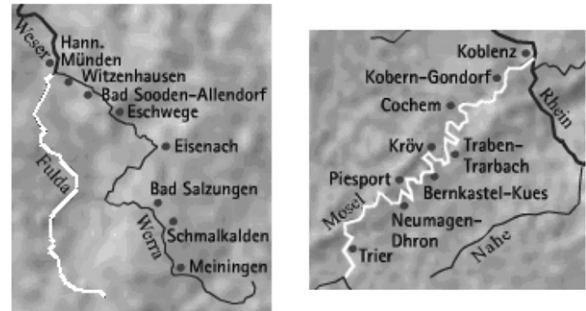 Weser
Hann.
Münden
Witzenhausen
Bad Sooden-Allendorf
Eschwege
Eisenach
Fulda
Bad Salzungen
Werra
Schmalkalden
Meiningen
Koblenz
Kobern-Gondorf
Cochem
Rhein
Kröv
Traben-
Trarbach
Piesport
Bernkastel-Kues
Mosel
Neumagen-
Dhron
Nahe
Trier